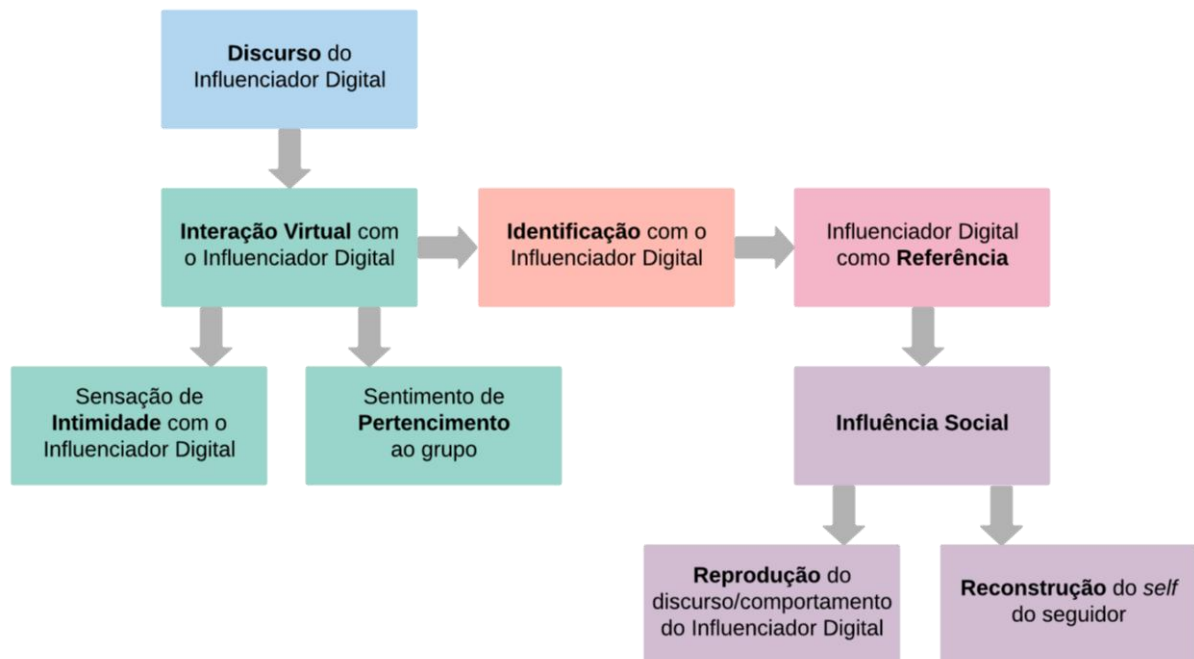 Discurso do
Influenciador Digital
Interação Virtual com
o Influenciador Digital
Identificação com o
Influenciador Digital
Influenciador Digital
como Referência
Sensação de
Intimidade com o
Influenciador Digital
Sentimento de
Pertencimento
ao grupo
Influência Social
Reprodução do
discurso/comportamento
do Influenciador Digital
Reconstrução do self
do seguidor